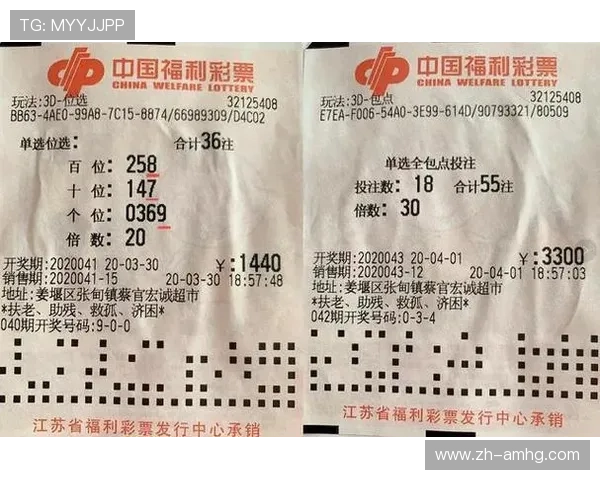 TG: MYYJJPP
中国福利彩票
CHINA WELFARE LOTTERY
玩法:3D-位选 32125408
BB63-4AE0-99A8-7C15-8874/66989309/D4C02
单选位选: 合计36注
百 位: 258
十 位: 147
个 位: 0369
倍 数: 20
开奖期:2020041 20-03-30 ¥:1440
销售期:2020041-15 20-03-30 18:57:48
地址:姜堰区张甸镇蔡官宏诚超市
*扶老、助残、救孤、济困*
040期开奖号码:9-0-0
江苏省福利彩票发行中心承销
中国福利彩票
CHINA WELFARE LOTTERY
玩法:3D-包点 32125408
E7EA-F006-54A0-3E99-614D/90793321/80509
单选全包点投注
投注数: 18 合计55注
倍数: 30
开奖期:2020043 20-04-01 ¥:3300
销售期:2020043-12 20-04-01 18:57:03
地址:姜堰区张甸镇蔡官宏诚超市
*扶老、助残、救孤、济困*
042期开奖号码:0-3-4
江苏省福利彩票发行中心承销
www.zh-amhg.com